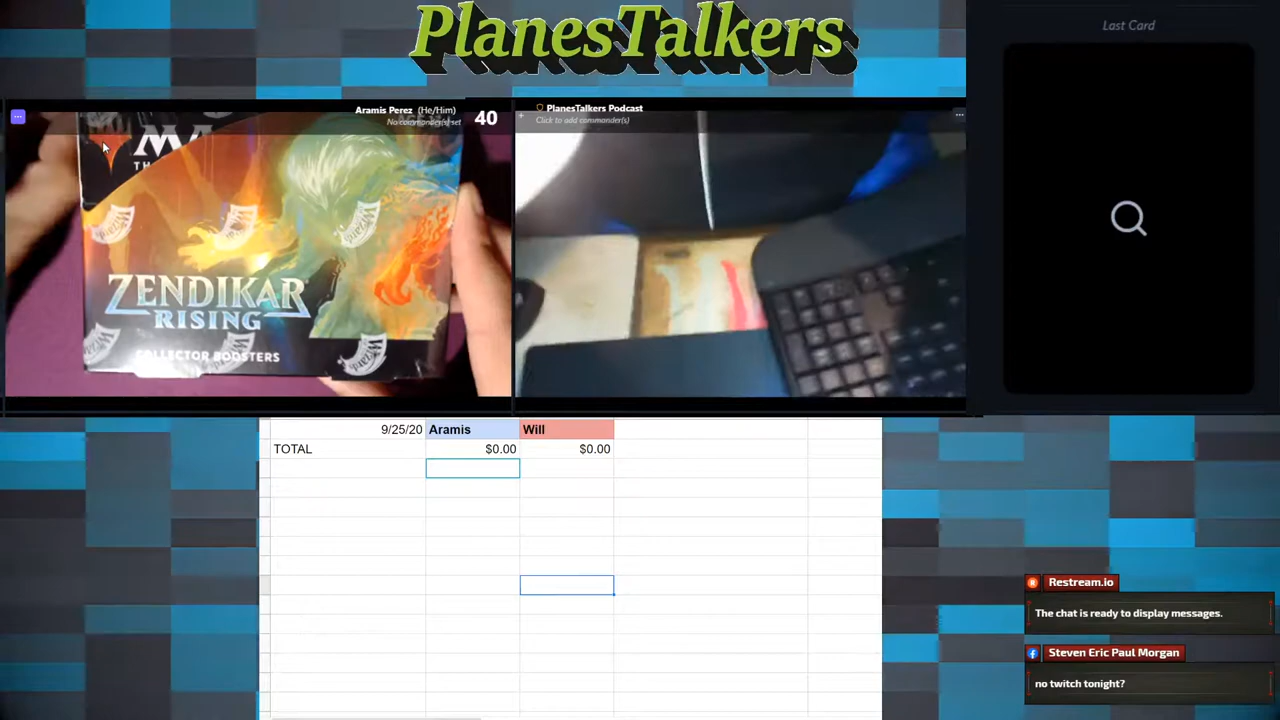 PlanesTalkers
Last Card
Aramis Perez (He/Him)
40
PlanesTalkers Podcast
Click to add commander(s)
TH
ZENDIKAR
RISING
COLLECTOR BOOSTERS
Wizards
9/25/20 Aramis Will
TOTAL $0.00 $0.00
Restream.io
The chat is ready to display messages.
Steven Eric Paul Morgan
no twitch tonight?